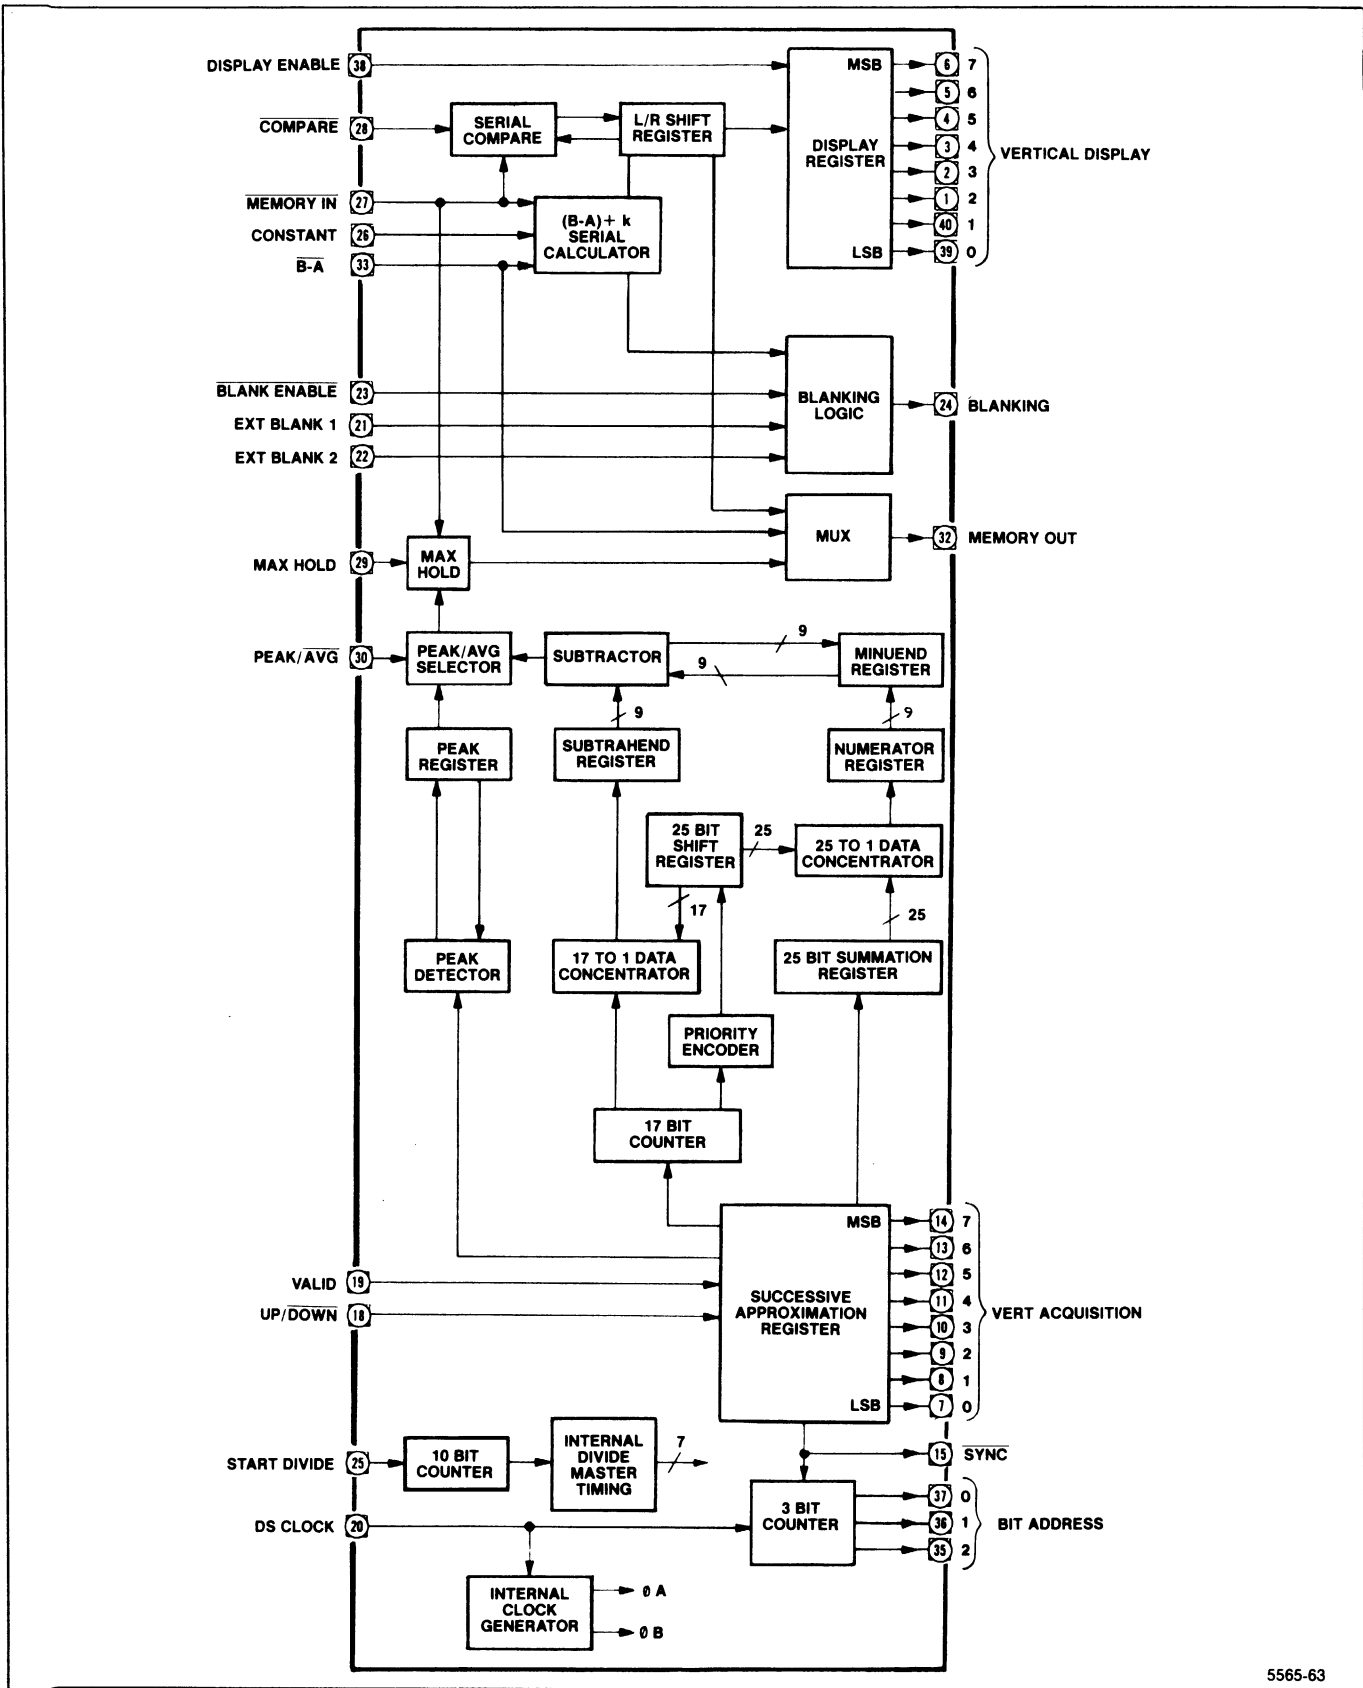 DISPLAY ENABLE 38
MSB
6 7
5 6
4 5
3 4
2 3
1 2
40 1
LSB
39 0
DISPLAY
REGISTER
VERTICAL DISPLAY
COMPARE 28
SERIAL
COMPARE
L/R SHIFT
REGISTER
MEMORY IN 27
CONSTANT 26
B-A 33
(B-A)+ k
SERIAL
CALCULATOR
BLANK ENABLE 23
EXT BLANK 1 21
EXT BLANK 2 22
BLANKING
LOGIC
24 BLANKING
MUX
32 MEMORY OUT
MAX HOLD 29
MAX
HOLD
PEAK/AVG 30
PEAK/AVG
SELECTOR
SUBTRACTOR
9
9
MINUEND
REGISTER
9
9
PEAK
REGISTER
SUBTRAHEND
REGISTER
NUMERATOR
REGISTER
25 BIT
SHIFT
REGISTER
25
25 TO 1 DATA
CONCENTRATOR
17
25
PEAK
DETECTOR
17 TO 1 DATA
CONCENTRATOR
25 BIT SUMMATION
REGISTER
PRIORITY
ENCODER
17 BIT
COUNTER
MSB
14 7
13 6
12 5
11 4
10 3
9 2
8 1
LSB
7 0
VALID 19
UP/DOWN 18
SUCCESSIVE
APPROXIMATION
REGISTER
VERT ACQUISITION
START DIVIDE 25
10 BIT
COUNTER
INTERNAL
DIVIDE
MASTER
TIMING
7
15 SYNC
DS CLOCK 20
3 BIT
COUNTER
37 0
36 1
35 2
BIT ADDRESS
INTERNAL
CLOCK
GENERATOR
Ø A
Ø B
5565-63